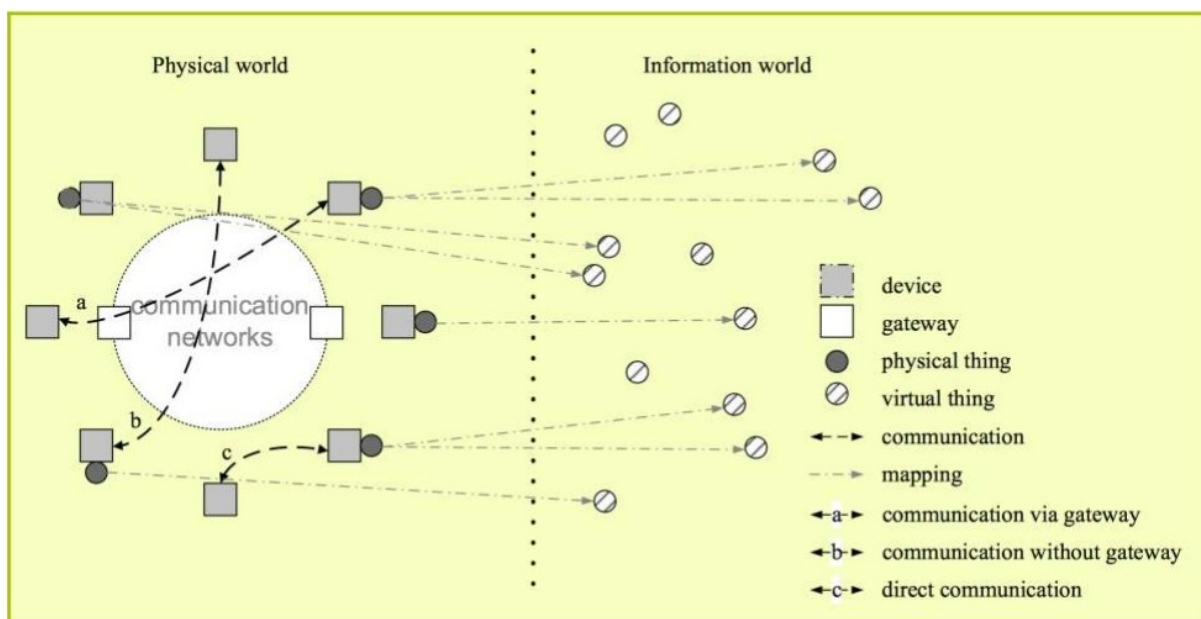 Physical world
Information world
a
communication
networks
b
c
device
gateway
physical thing
virtual thing
communication
mapping
a communication via gateway
b communication without gateway
c direct communication